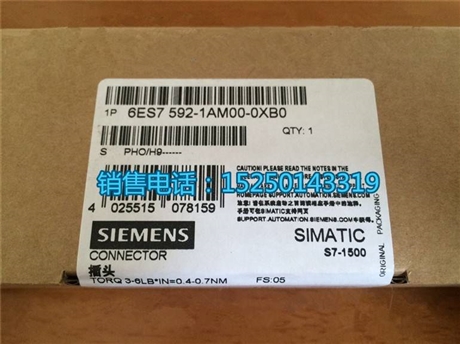 1P 6ES7 592-1AM00-0XB0
QTY: 1
S PHO/H9------
CAUTION! PLEASE READ THE NOTES IN THE
销售电话：15250143319
4 025515 078159
SUPPORT.AUTOMATION.SIEMENS.COM
SIEMENS
SIMATIC
CONNECTOR
S7-1500
插头
TORQ 3-6LB*IN=0.4-0.7NM
FS:05
ORIGINAL
PACKAGING